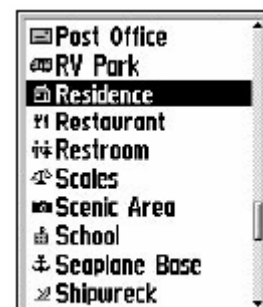 Post Office
RV Park
Residence
Restaurant
Restroom
Scales
Scenic Area
School
Seaplane Base
Shipwreck